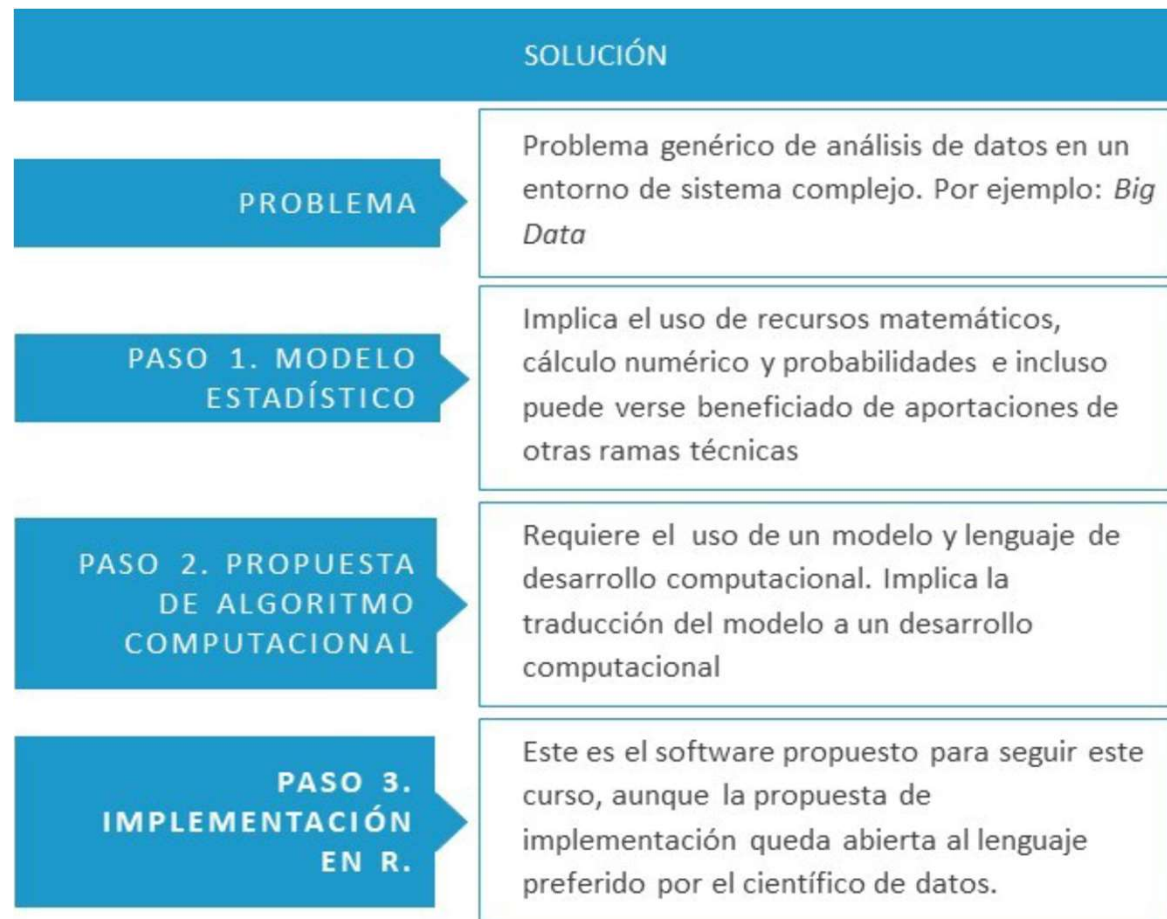 SOLUCIÓN
PROBLEMA
Problema genérico de análisis de datos en un
entorno de sistema complejo. Por ejemplo: Big
Data
PASO 1. MODELO
ESTADÍSTICO
Implica el uso de recursos matemáticos,
cálculo numérico y probabilidades e incluso
puede verse beneficiado de aportaciones de
otras ramas técnicas
PASO 2. PROPUESTA
DE ALGORITMO
COMPUTACIONAL
Requiere el uso de un modelo y lenguaje de
desarrollo computacional. Implica la
traducción del modelo a un desarrollo
computacional
PASO 3.
IMPLEMENTACIÓN
EN R.
Este es el software propuesto para seguir este
curso, aunque la propuesta de
implementación queda abierta al lenguaje
preferido por el científico de datos.